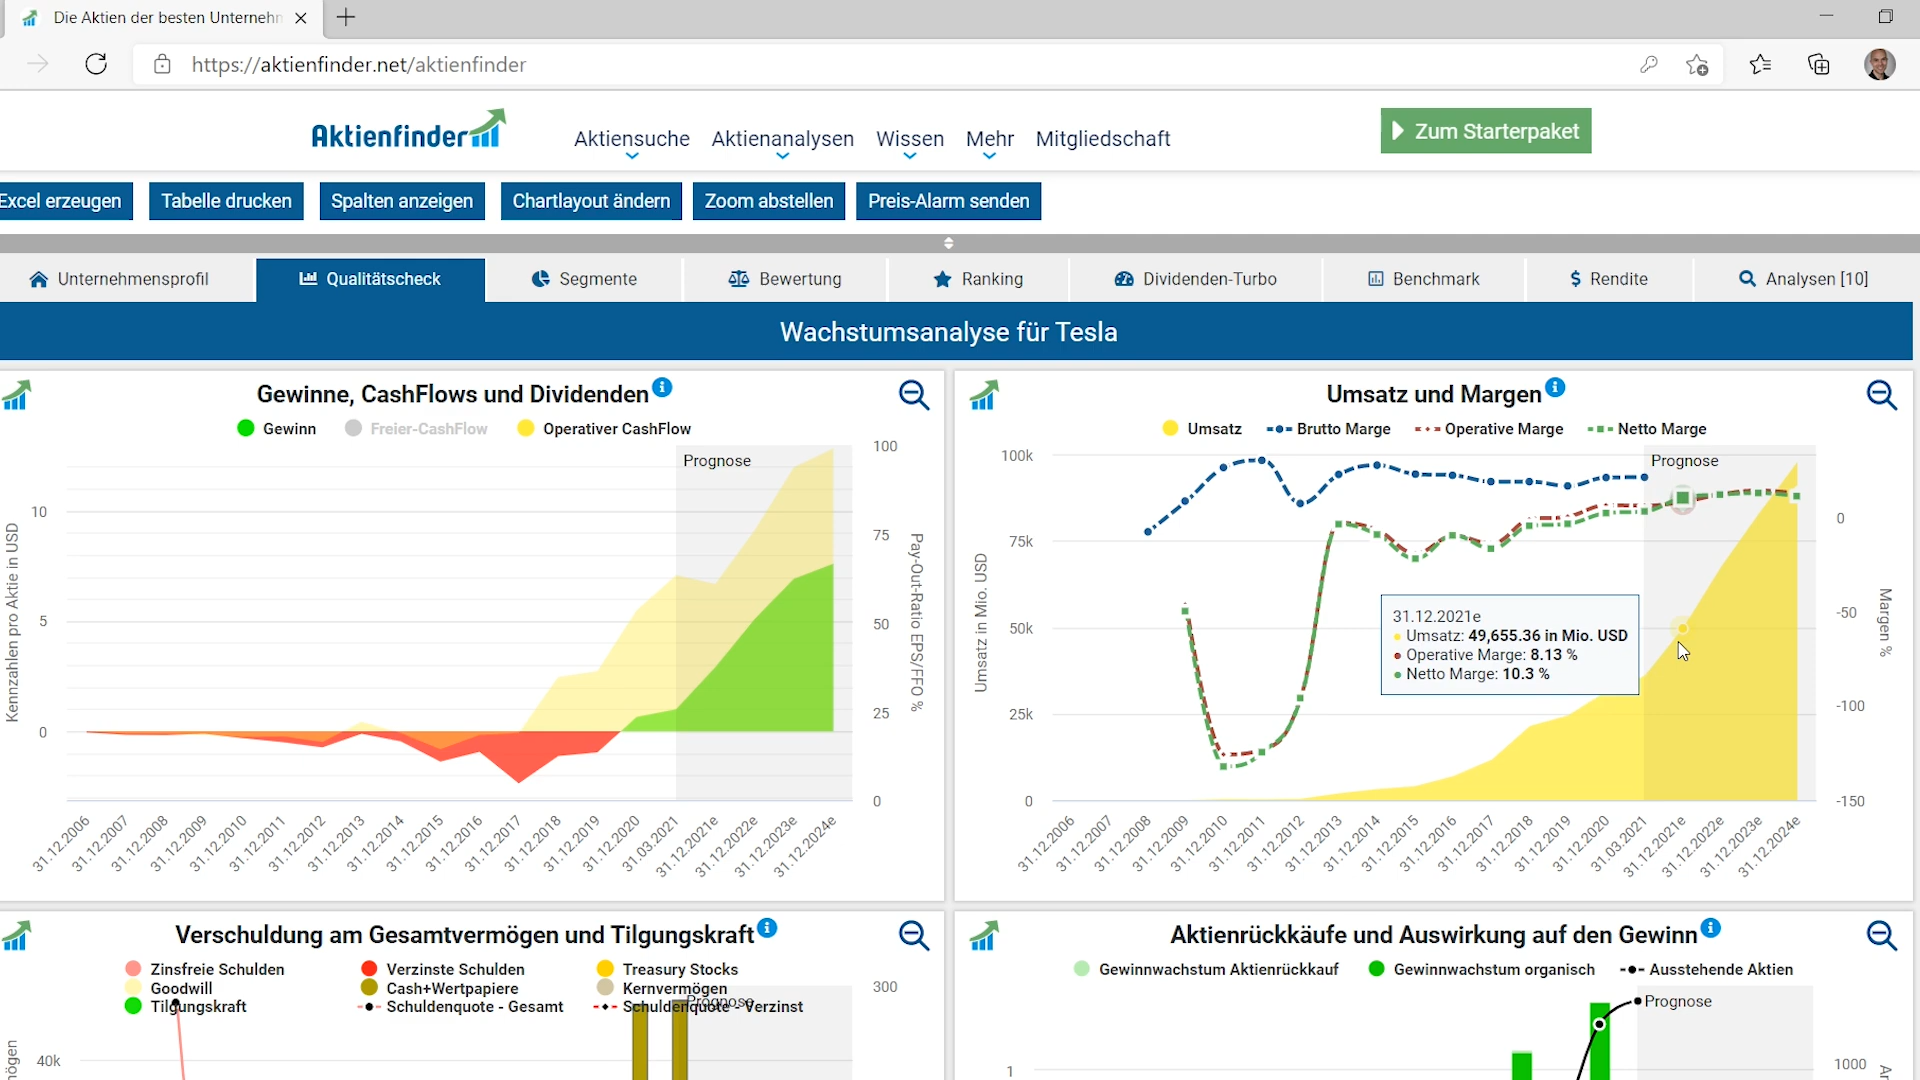 Die Aktien der besten Unternehn
https://aktienfinder.net/aktienfinder
Aktienfinder
Aktiensuche Aktienanalysen Wissen Mehr Mitgliedschaft
Zum Starterpaket
Excel erzeugen Tabelle drucken Spalten anzeigen Chartlayout ändern Zoom abstellen Preis-Alarm senden
Unternehmensprofil Qualitätscheck Segmente Bewertung Ranking Dividenden-Turbo Benchmark Rendite Analysen [10]
Wachstumsanalyse für Tesla
Gewinne, CashFlows und Dividenden
Gewinn Freier-CashFlow Operativer CashFlow
Prognose
Kennzahlen pro Aktie in USD
10
5
0
100
75
50
25
0
Pay-Out-Ratio EPS/FFO %
31.12.2006
31.12.2007
31.12.2008
31.12.2009
31.12.2010
31.12.2011
31.12.2012
31.12.2013
31.12.2014
31.12.2015
31.12.2016
31.12.2017
31.12.2018
31.12.2019
31.12.2020
31.03.2021
31.12.2021e
31.12.2022e
31.12.2023e
31.12.2024e
Umsatz und Margen
Umsatz Brutto Marge Operative Marge Netto Marge
Prognose
Umsatz in Mio. USD
100k
75k
50k
25k
0
0
-50
-100
-150
Margen %
31.12.2021e
Umsatz: 49,655.36 in Mio. USD
Operative Marge: 8.13 %
Netto Marge: 10.3 %
31.12.2006
31.12.2007
31.12.2008
31.12.2009
31.12.2010
31.12.2011
31.12.2012
31.12.2013
31.12.2014
31.12.2015
31.12.2016
31.12.2017
31.12.2018
31.12.2019
31.12.2020
31.03.2021
31.12.2021e
31.12.2022e
31.12.2023e
31.12.2024e
Verschuldung am Gesamtvermögen und Tilgungskraft
Zinsfreie Schulden Verzinste Schulden Treasury Stocks
Goodwill Cash+Wertpapiere Kernvermögen
Tilgungskraft Schuldenquote - Gesamt Schuldenquote - Verzinst
Prognose
300
40k
Aktienrückkäufe und Auswirkung auf den Gewinn
Gewinnwachstum Aktienrückkauf Gewinnwachstum organisch Ausstehende Aktien
Prognose
1
1000